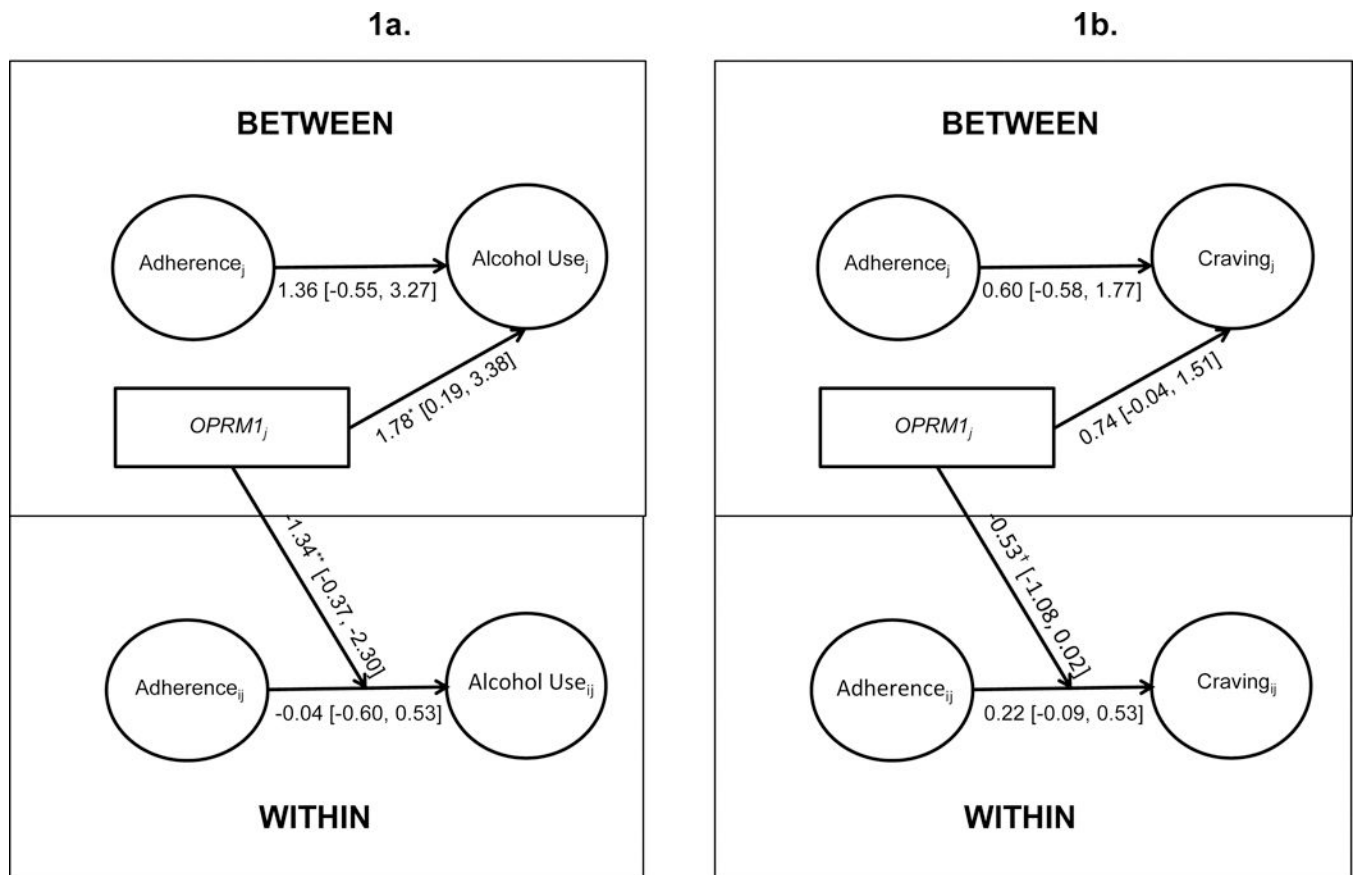 1a.
BETWEEN
Adherencej
Alcohol Usej
1.36 [-0.55, 3.27]
1.78* [0.19, 3.38]
OPRM1j
-1.34** [-0.37, -2.30]
Adherenceij
Alcohol Useij
-0.04 [-0.60, 0.53]
WITHIN
1b.
BETWEEN
Adherencej
Cravingj
0.60 [-0.58, 1.77]
0.74 [-0.04, 1.51]
OPRM1j
-0.53† [-1.08, 0.02]
Adherenceij
Cravingij
0.22 [-0.09, 0.53]
WITHIN